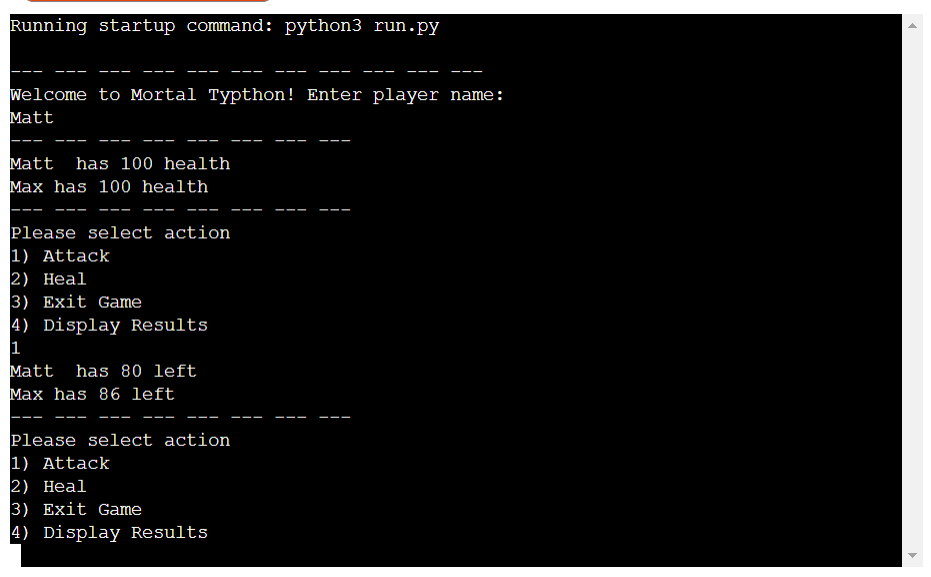 Running startup command: python3 run.py
--- --- --- --- --- --- --- --- --- --- ---
Welcome to Mortal Typthon! Enter player name:
Matt
--- --- --- --- --- --- --- ---
Matt  has 100 health
Max has 100 health
--- --- --- --- --- --- --- ---
Please select action
1) Attack
2) Heal
3) Exit Game
4) Display Results
1
Matt  has 80 left
Max has 86 left
--- --- --- --- --- --- --- ---
Please select action
1) Attack
2) Heal
3) Exit Game
4) Display Results